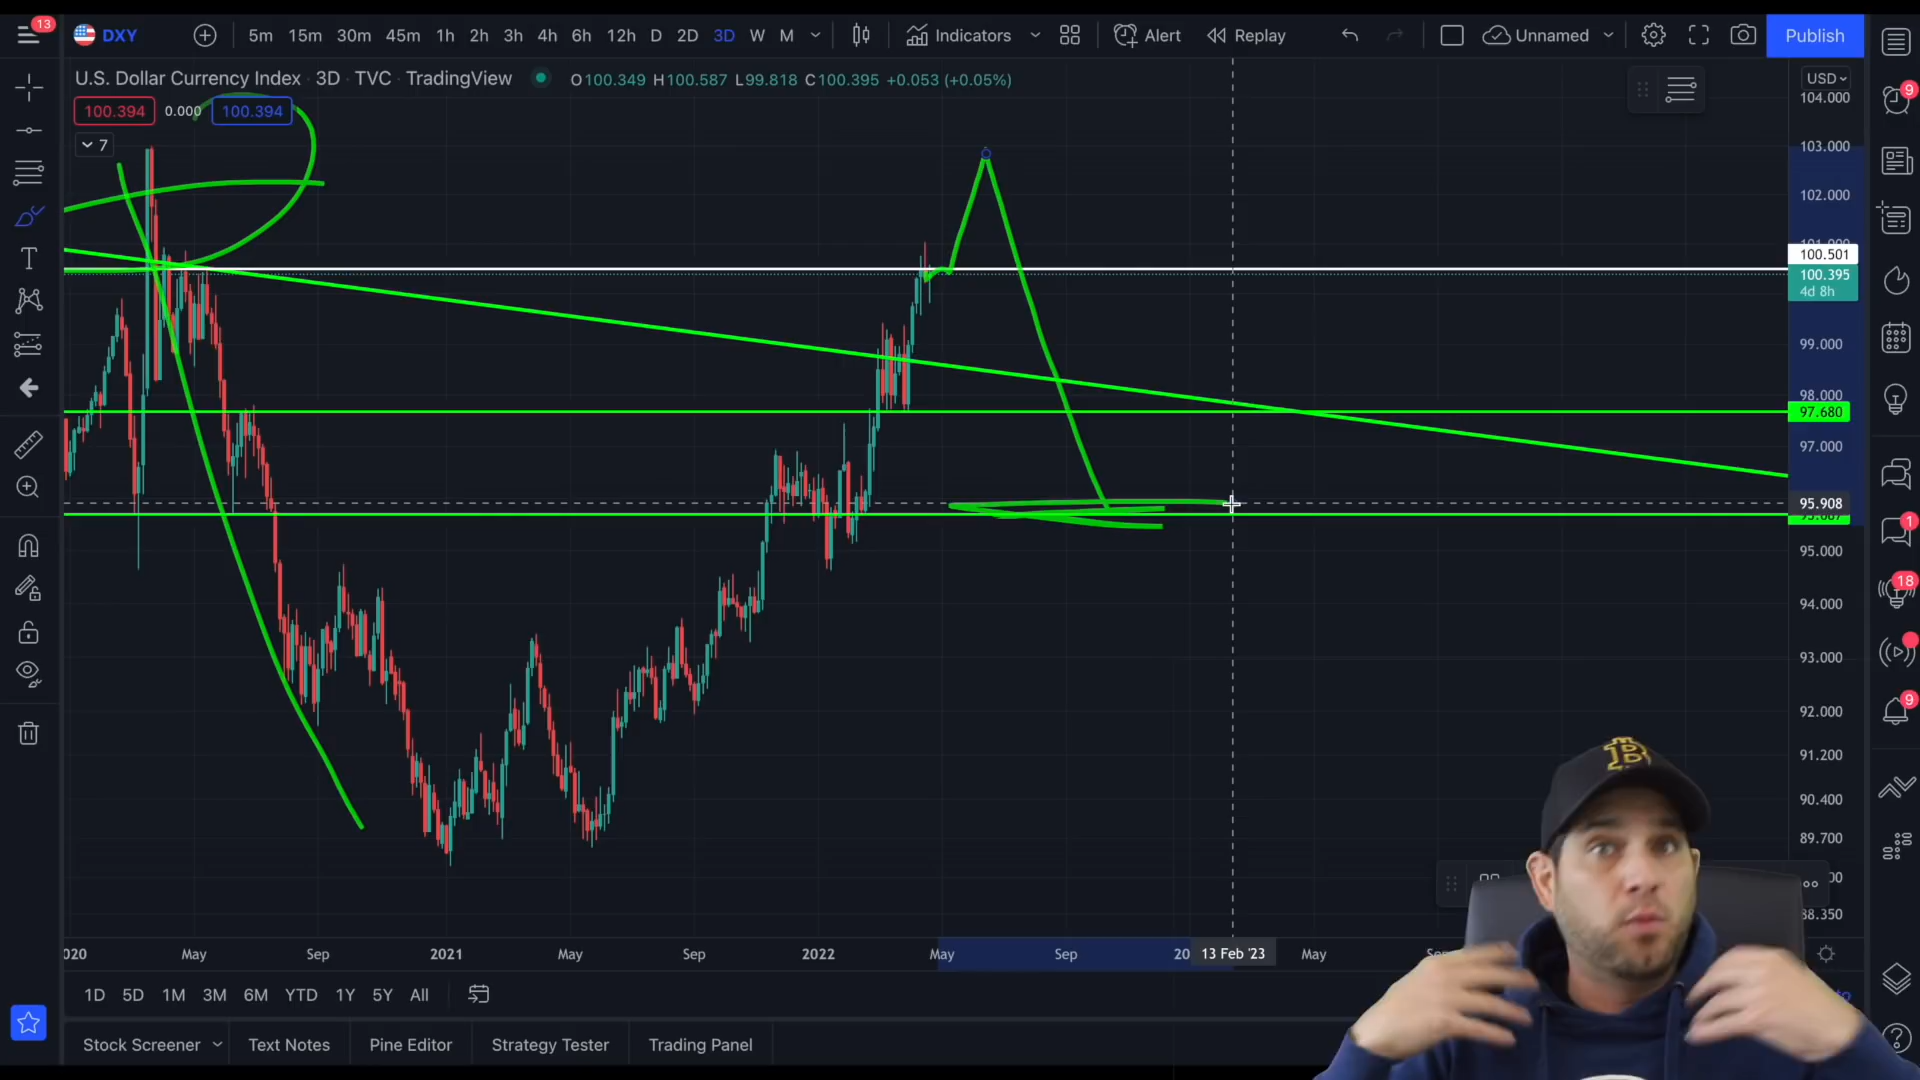 13
DXY
5m 15m 30m 45m 1h 2h 3h 4h 6h 12h D 2D 3D W M
Indicators
Alert
Replay
Unnamed
Publish
U.S. Dollar Currency Index · 3D · TVC · TradingView
O100.349 H100.587 L99.818 C100.395 +0.053 (+0.05%)
USD
100.394 0.000 100.394
7
104.000
103.000
102.000
100.501
100.395
4d 8h
99.000
98.000
97.680
97.000
95.908
95.000
94.000
93.000
92.000
91.200
90.400
89.700
88.350
2020 May Sep 2021 May Sep 2022 May Sep 13 Feb '23 May
1D 5D 1M 3M 6M YTD 1Y 5Y All
Stock Screener Text Notes Pine Editor Strategy Tester Trading Panel
9
1
18
9
B